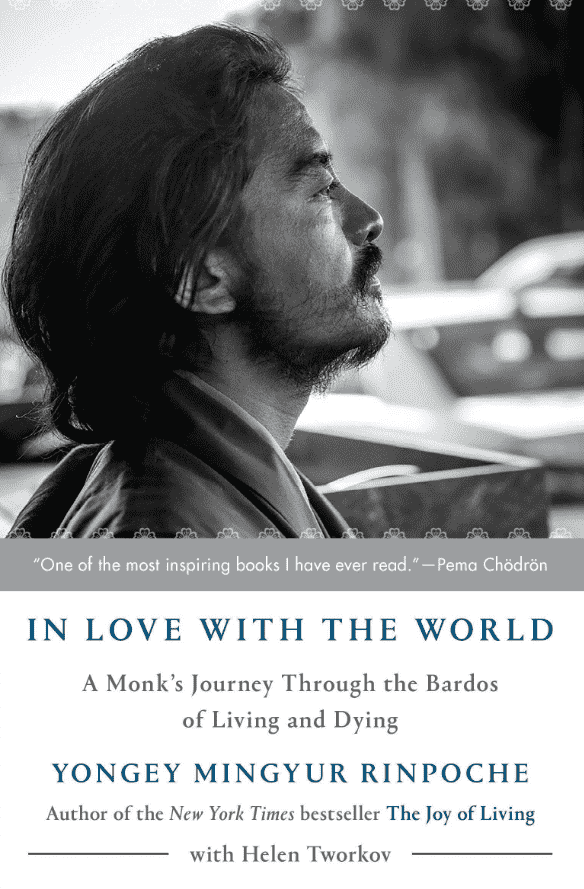 “One of the most inspiring books I have ever read.”—Pema Chödrön
IN LOVE WITH THE WORLD
A Monk’s Journey Through the Bardos
of Living and Dying
YONGEY MINGYUR RINPOCHE
Author of the New York Times bestseller The Joy of Living
with Helen Tworkov